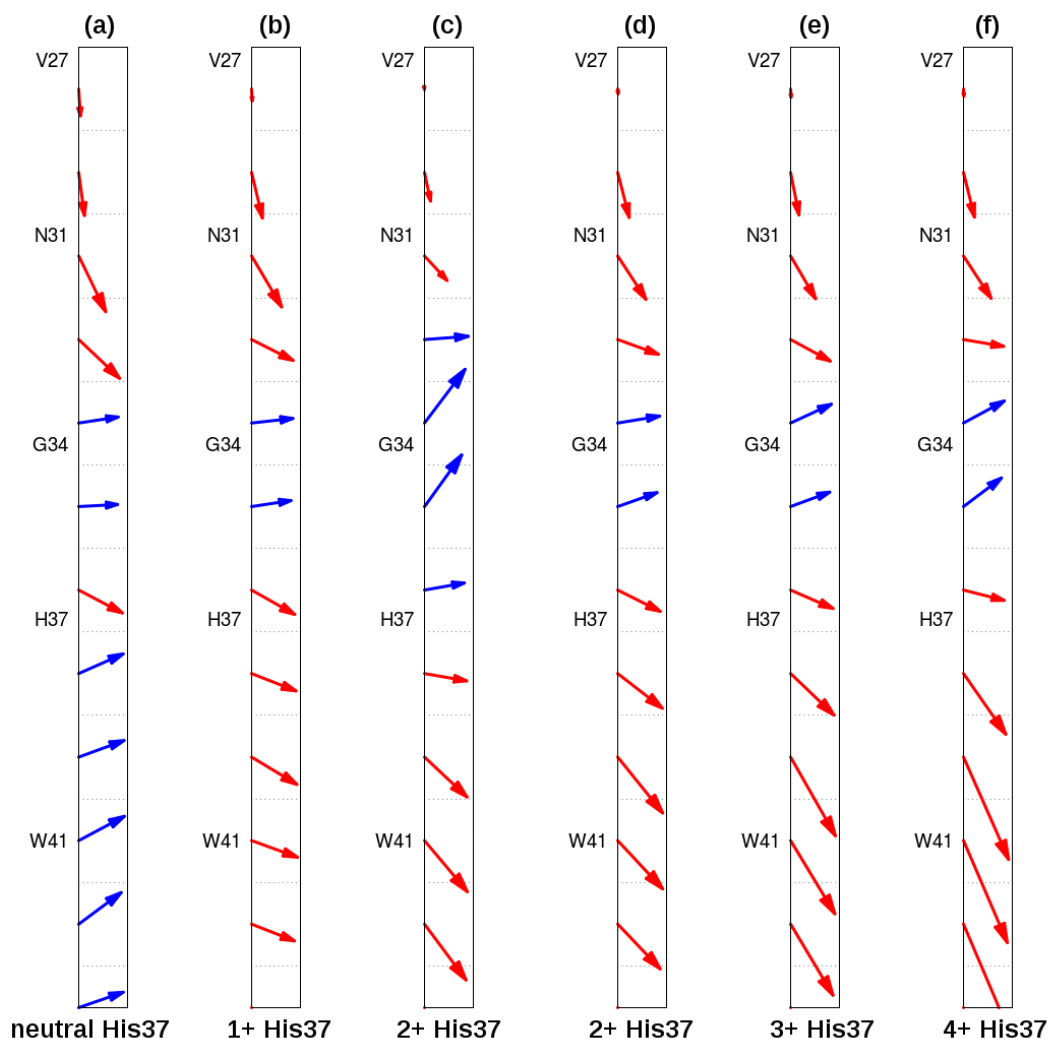 (a) (b) (c) (d) (e) (f)
V27 V27 V27 V27 V27 V27
N31 N31 N31 N31 N31 N31
G34 G34 G34 G34 G34 G34
H37 H37 H37 H37 H37 H37
W41 W41 W41 W41 W41 W41
neutral His37 1+ His37 2+ His37 2+ His37 3+ His37 4+ His37